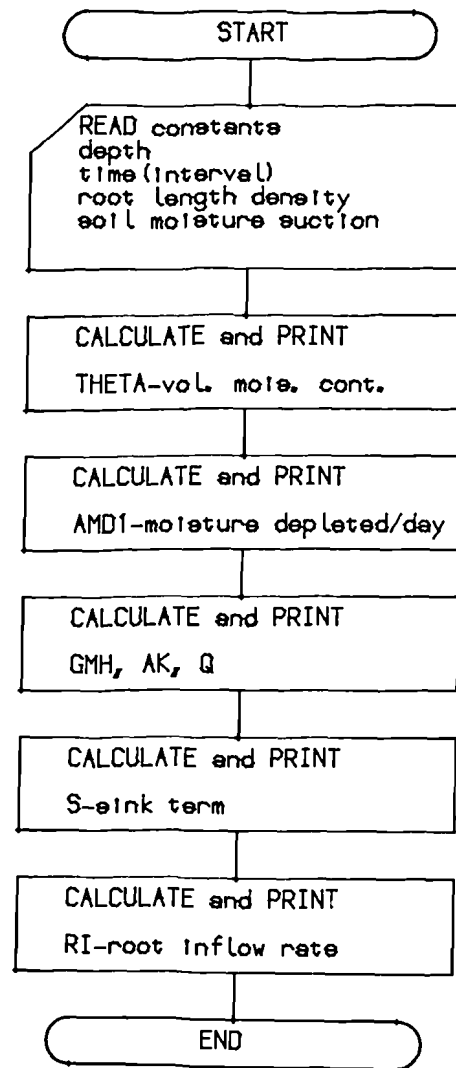 START
READ constants
depth
time(interval)
root length density
soil moisture suction
CALCULATE and PRINT
THETA-vol. mois. cont.
CALCULATE and PRINT
AMD1-moisture depleted/day
CALCULATE and PRINT
GMH, AK, Q
CALCULATE and PRINT
S-sink term
CALCULATE and PRINT
RI-root inflow rate
END